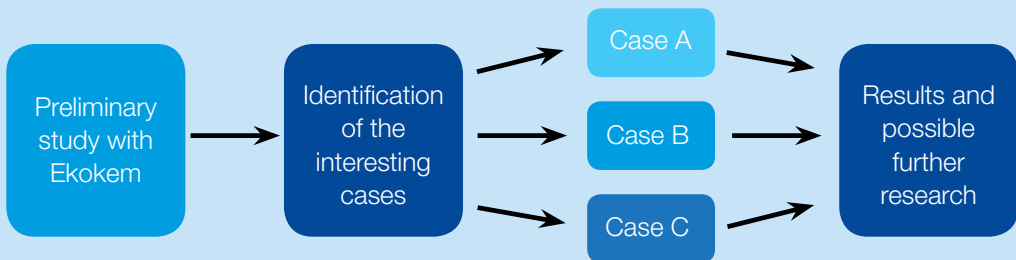 Preliminary
study with
Ekokem
Identification
of the
interesting
cases
Case A
Case B
Case C
Results and
possible
further
research